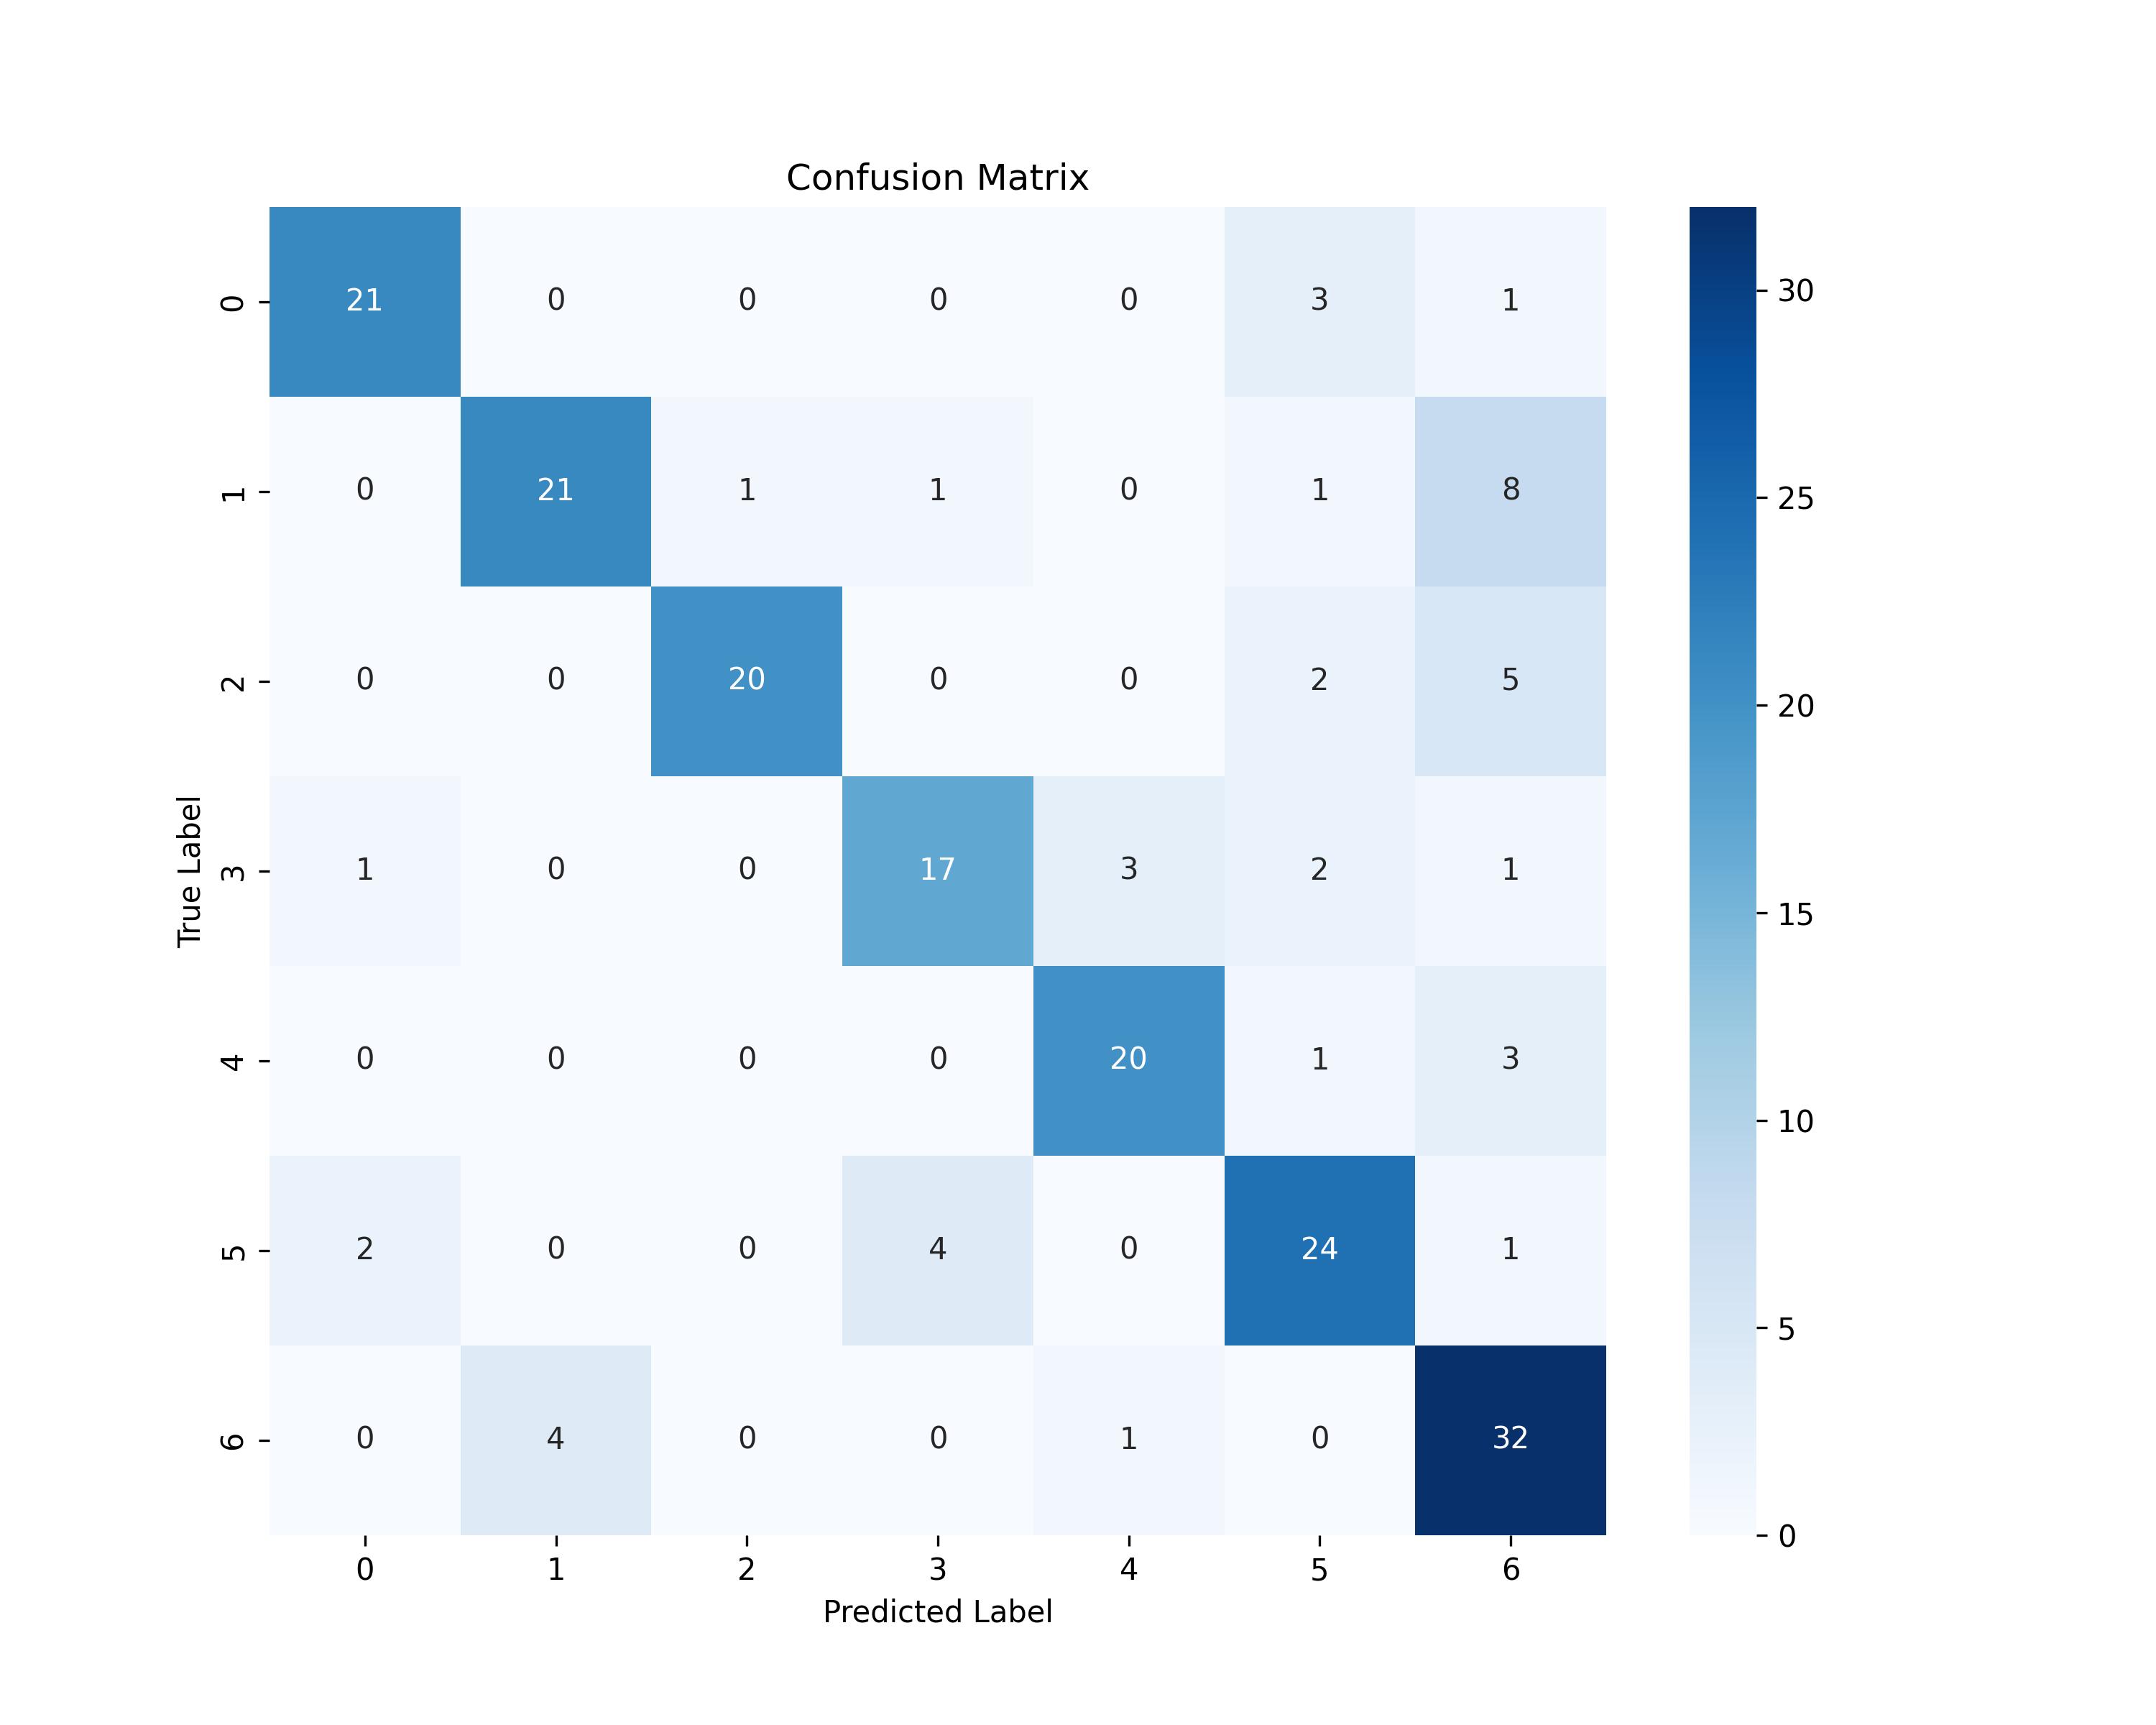 Confusion Matrix
0 21 0 0 0 0 3 1
1 0 21 1 1 0 1 8
2 0 0 20 0 0 2 5
3 1 0 0 17 3 2 1
4 0 0 0 0 20 1 3
5 2 0 0 4 0 24 1
6 0 4 0 0 1 0 32
0 1 2 3 4 5 6
Predicted Label
True Label
30
25
20
15
10
5
0